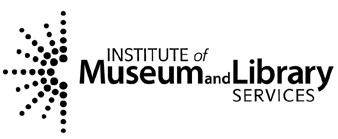 INSTITUTE of
Museum and Library
SERVICES